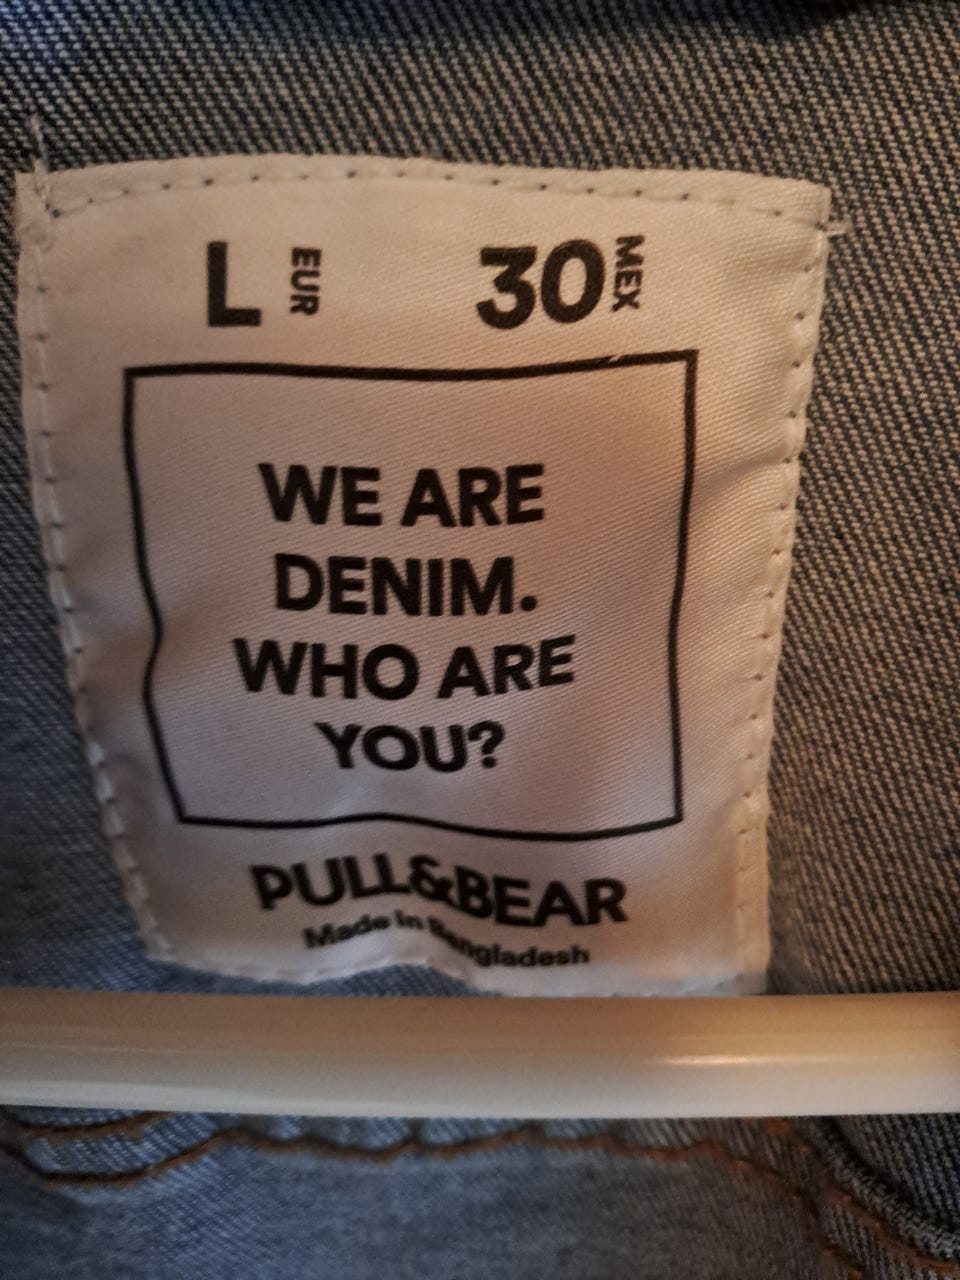 L EUR 30 MEX
WE ARE
DENIM.
WHO ARE
YOU?
PULL&BEAR
Made in Bangladesh